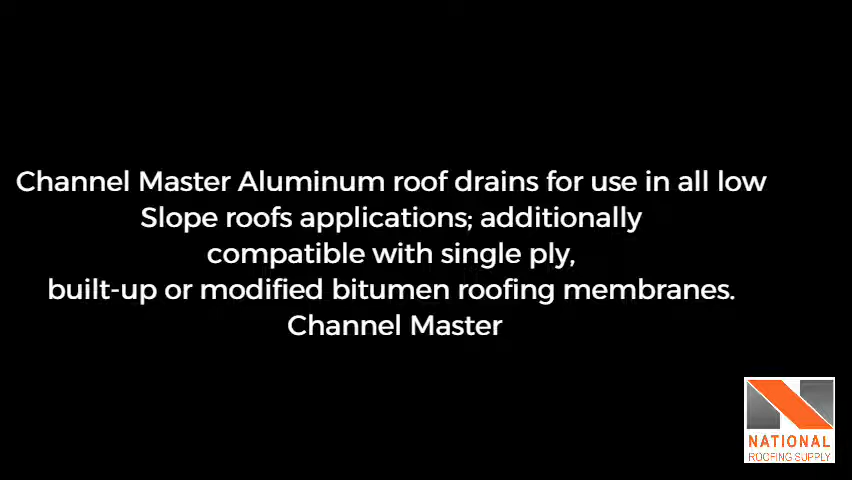 Channel Master Aluminum roof drains for use in all low
Slope roofs applications; additionally
compatible with single ply,
built-up or modified bitumen roofing membranes.
Channel Master
NATIONAL
ROOFING SUPPLY